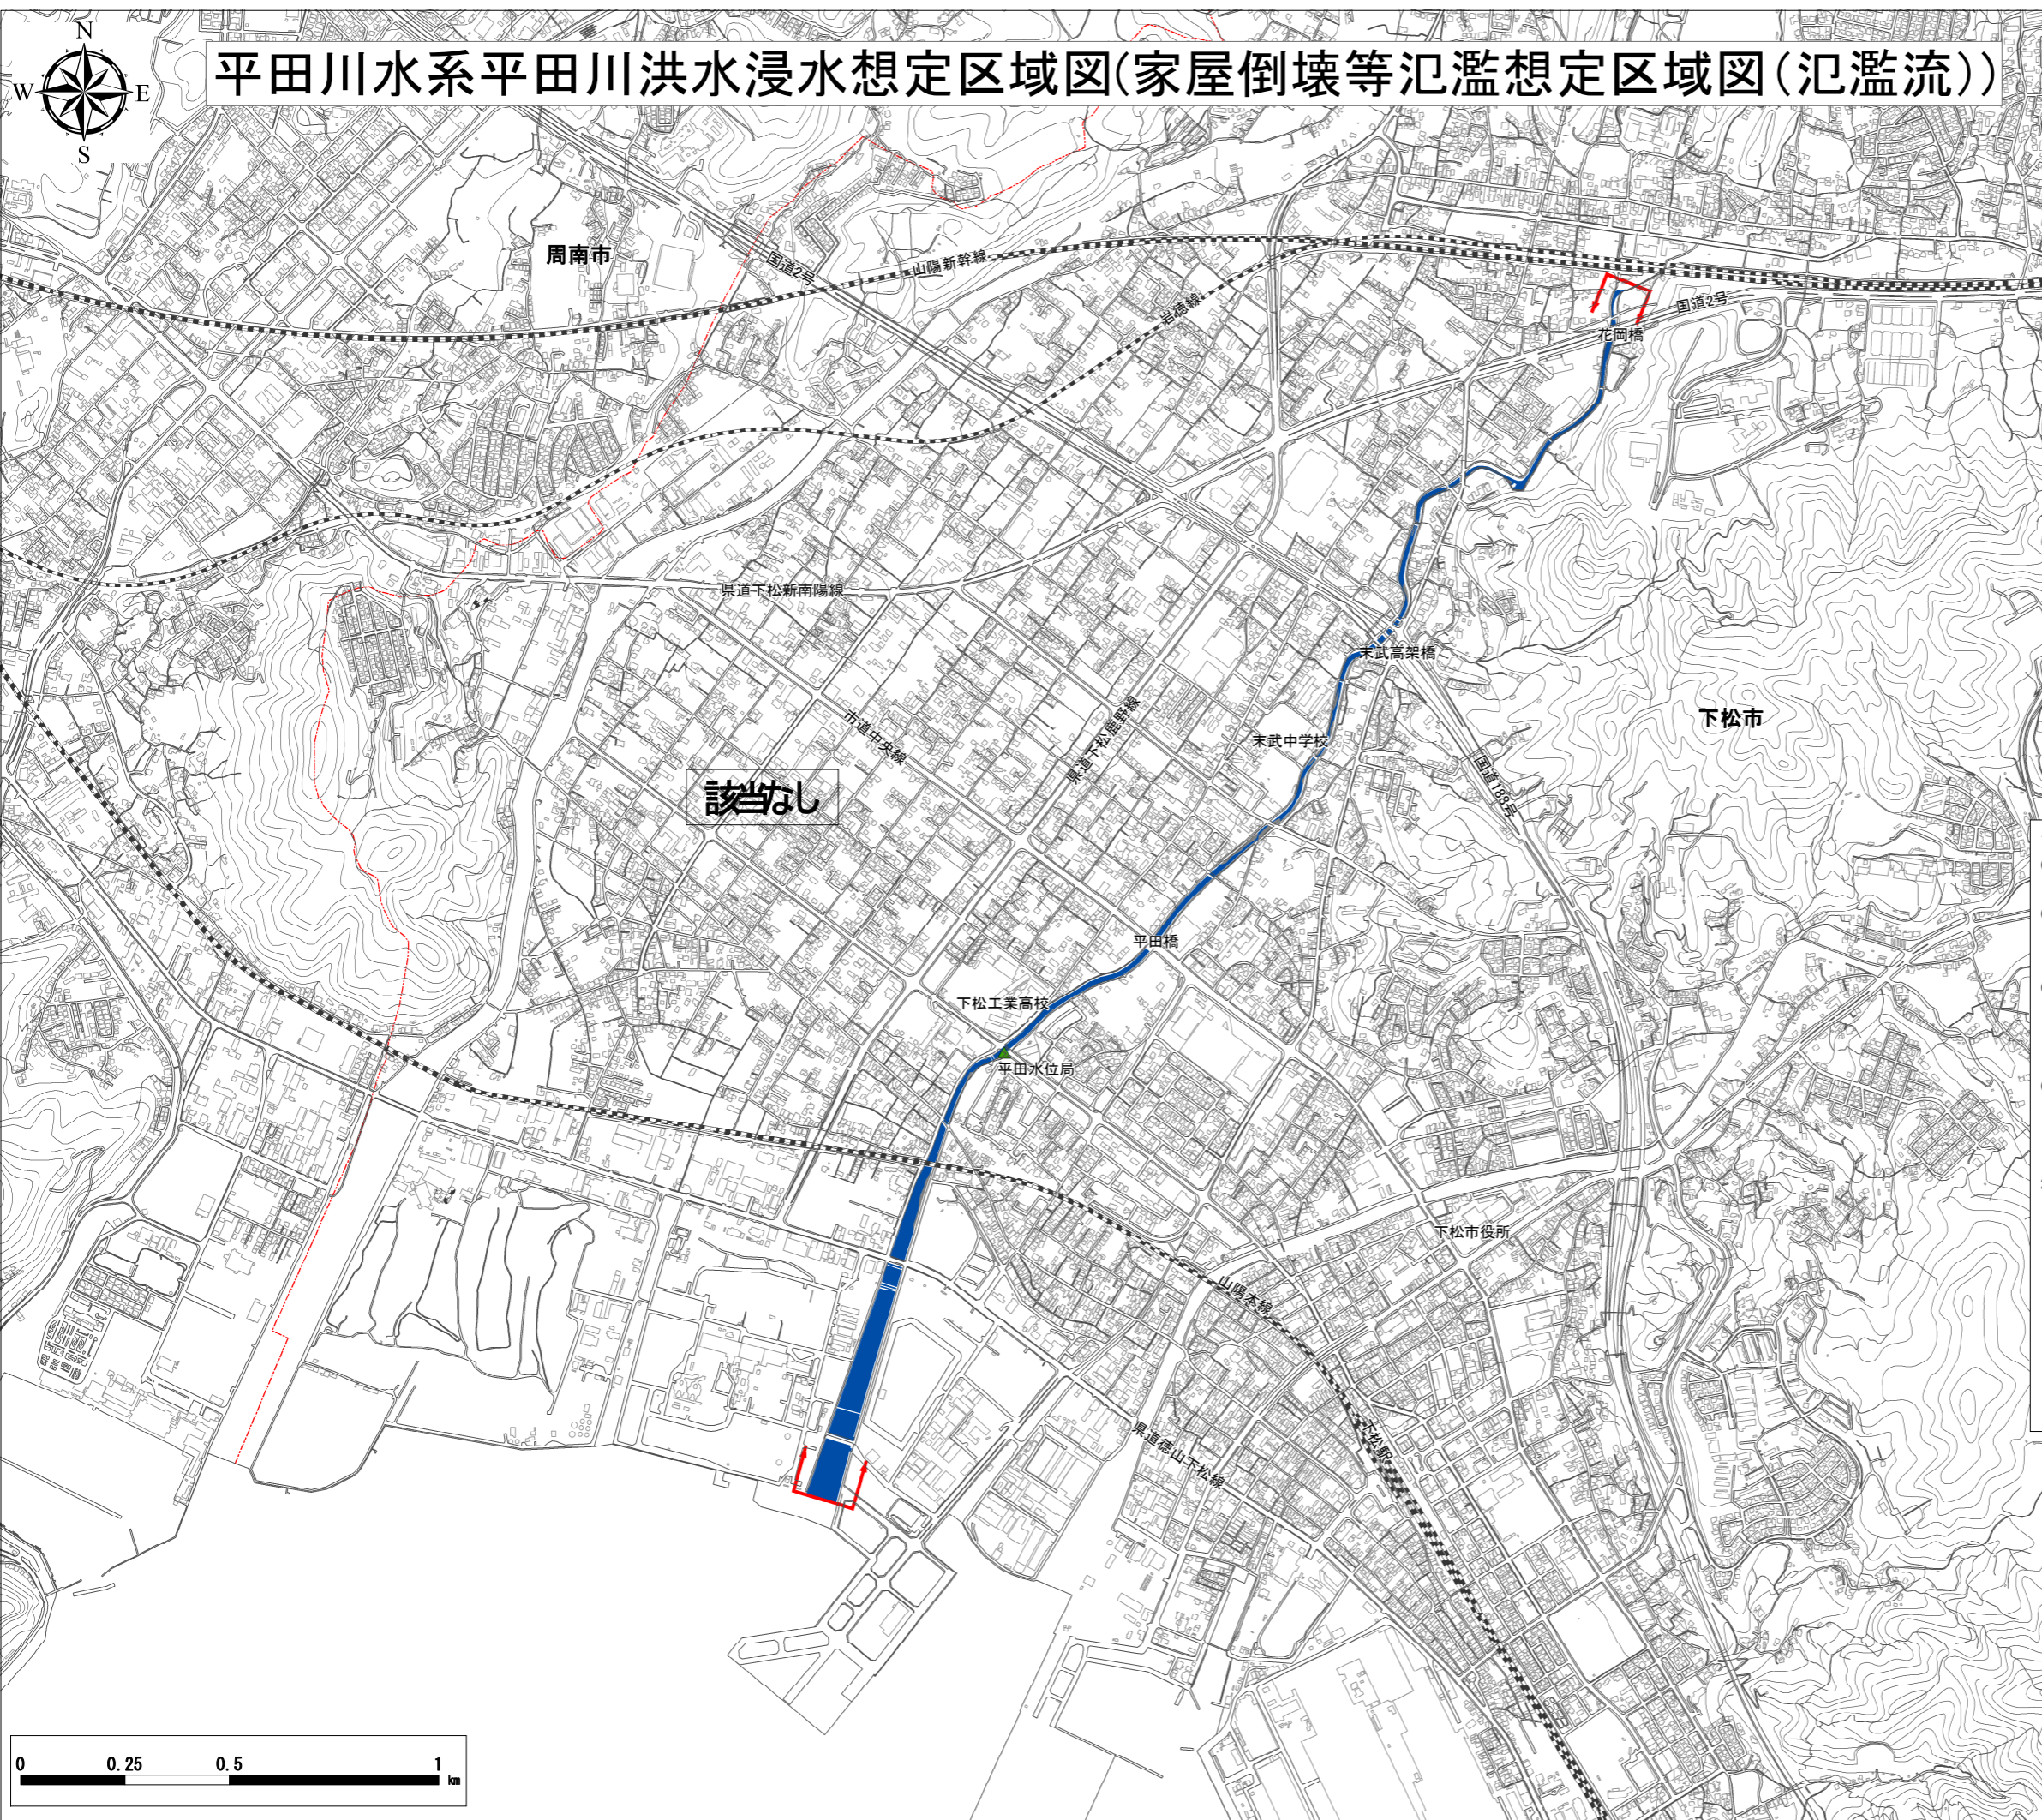 N
W
E
S
平田川水系平田川洪水浸水想定区域図(家屋倒壊等氾濫想定区域図(氾濫流))
周南市
国道2号
山陽新幹線
岩徳線
国道2号
花岡橋
県道下松新南陽線
末武高架橋
下松市
市道中央線
県道下松鹿野線
末武中学校
国道188号
該当なし
平田橋
下松工業高校
平田水位局
下松市役所
山陽本線
県道徳山下松線
下松駅
0 0.25 0.5 1
km